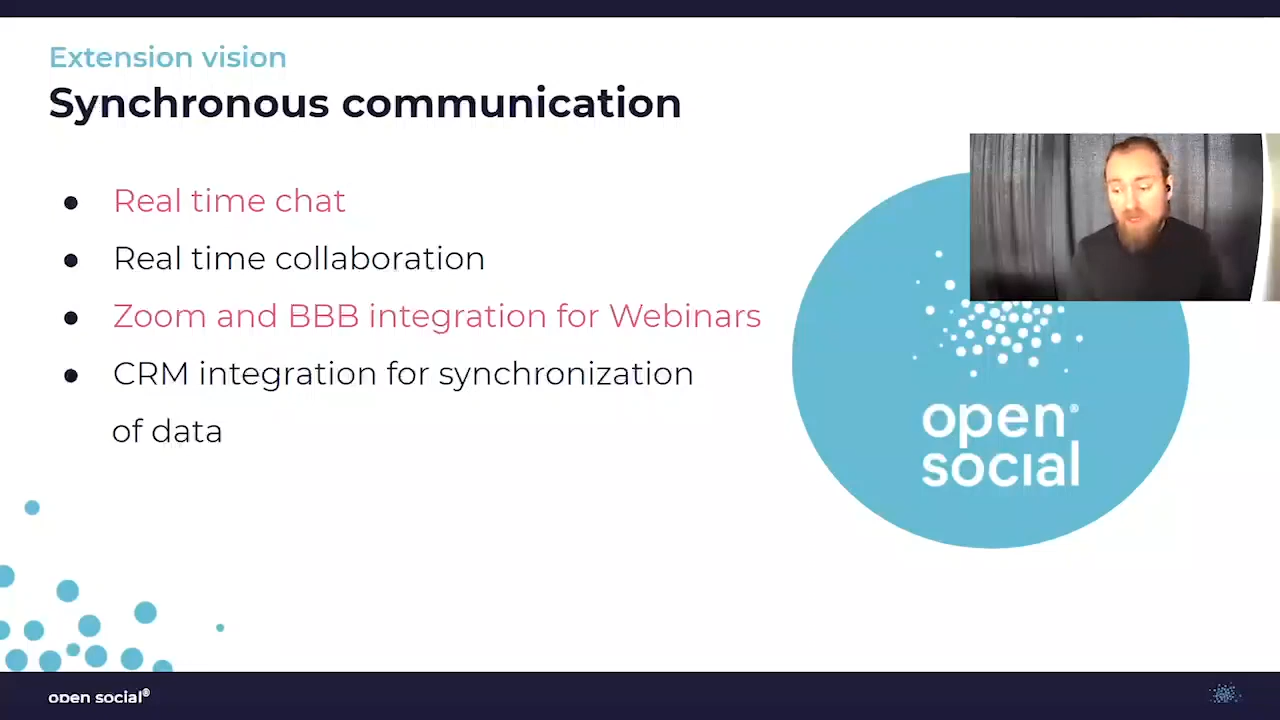 Extension vision
Synchronous communication
● Real time chat
● Real time collaboration
● Zoom and BBB integration for Webinars
● CRM integration for synchronization
of data
open®
social
open social®